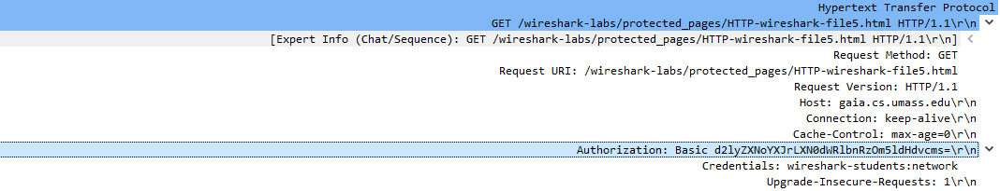 Hypertext Transfer Protocol
GET /wireshark-labs/protected_pages/HTTP-wireshark-file5.html HTTP/1.1\r\n
[Expert Info (Chat/Sequence): GET /wireshark-labs/protected_pages/HTTP-wireshark-file5.html HTTP/1.1\r\n]
Request Method: GET
Request URI: /wireshark-labs/protected_pages/HTTP-wireshark-file5.html
Request Version: HTTP/1.1
Host: gaia.cs.umass.edu\r\n
Connection: keep-alive\r\n
Cache-Control: max-age=0\r\n
Authorization: Basic d2lyZXNoYXJrLXN0dWRlbnRzOm5ldHdvcms=\r\n
Credentials: wireshark-students:network
Upgrade-Insecure-Requests: 1\r\n